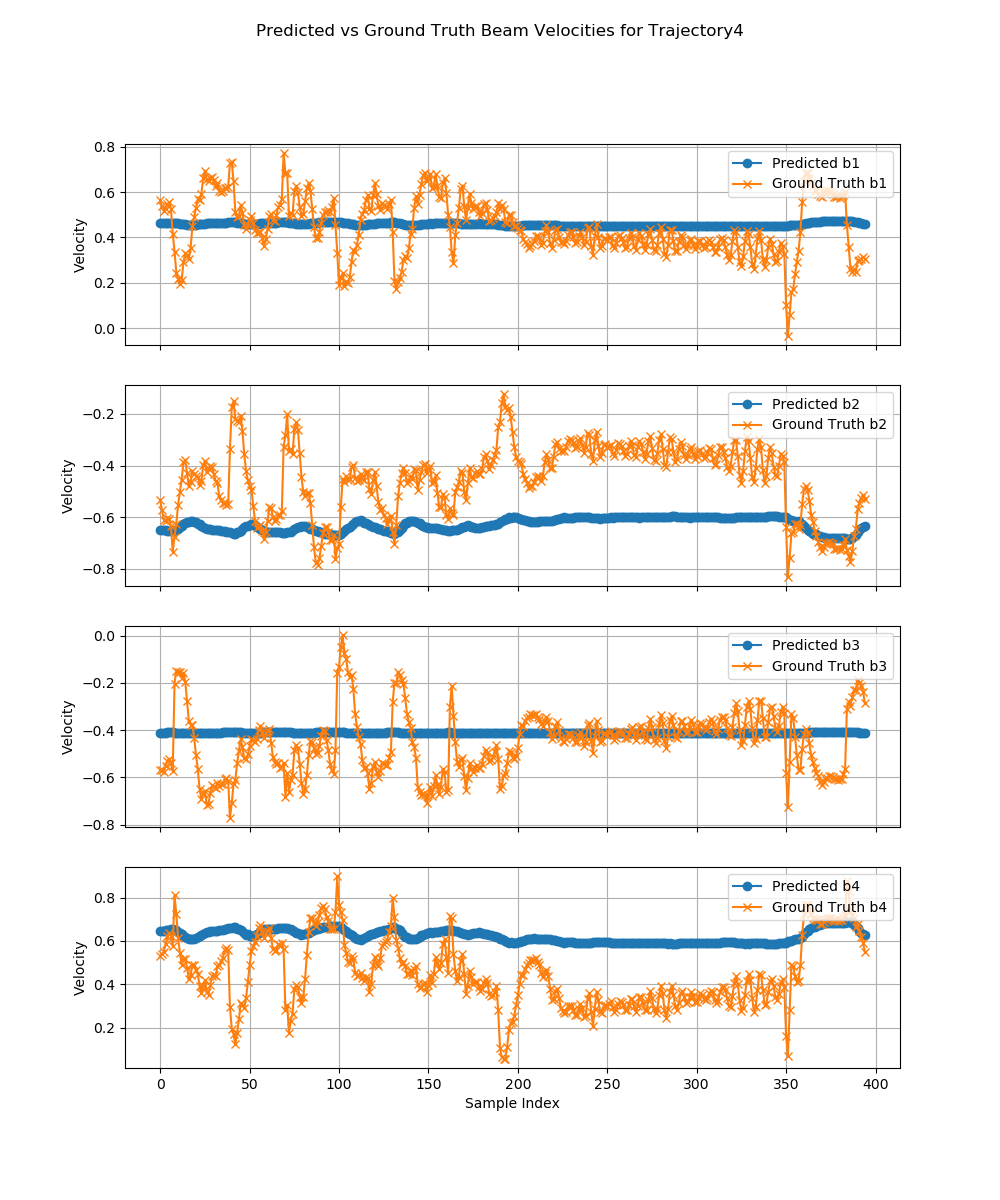 Predicted vs Ground Truth Beam Velocities for Trajectory4
0.8
0.6
0.4
0.2
0.0
Velocity
Predicted b1
Ground Truth b1
−0.2
−0.4
−0.6
−0.8
Velocity
Predicted b2
Ground Truth b2
0.0
−0.2
−0.4
−0.6
−0.8
Velocity
Predicted b3
Ground Truth b3
0.8
0.6
0.4
0.2
Velocity
Predicted b4
Ground Truth b4
0 50 100 150 200 250 300 350 400
Sample Index